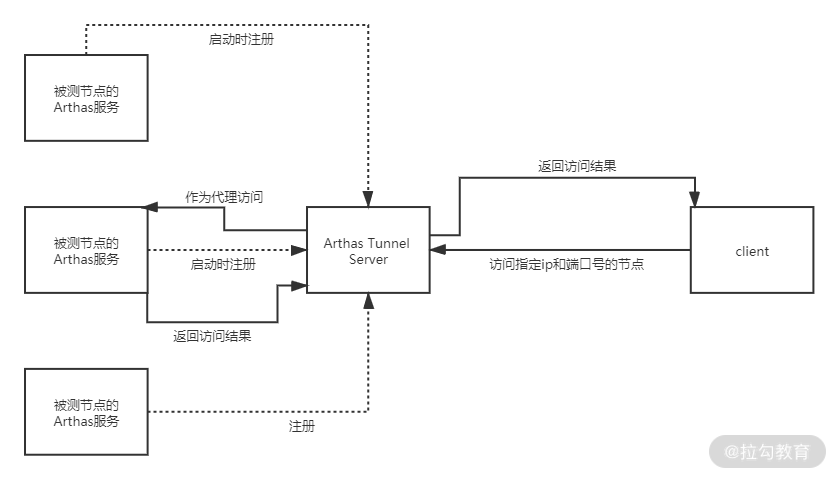 启动时注册
被测节点的
Arthas服务
返回访问结果
作为代理访问
被测节点的
Arthas服务
启动时注册
Arthas Tunnel
Server
client
访问指定ip和端口号的节点
返回访问结果
被测节点的
Arthas服务
注册
@拉勾教育